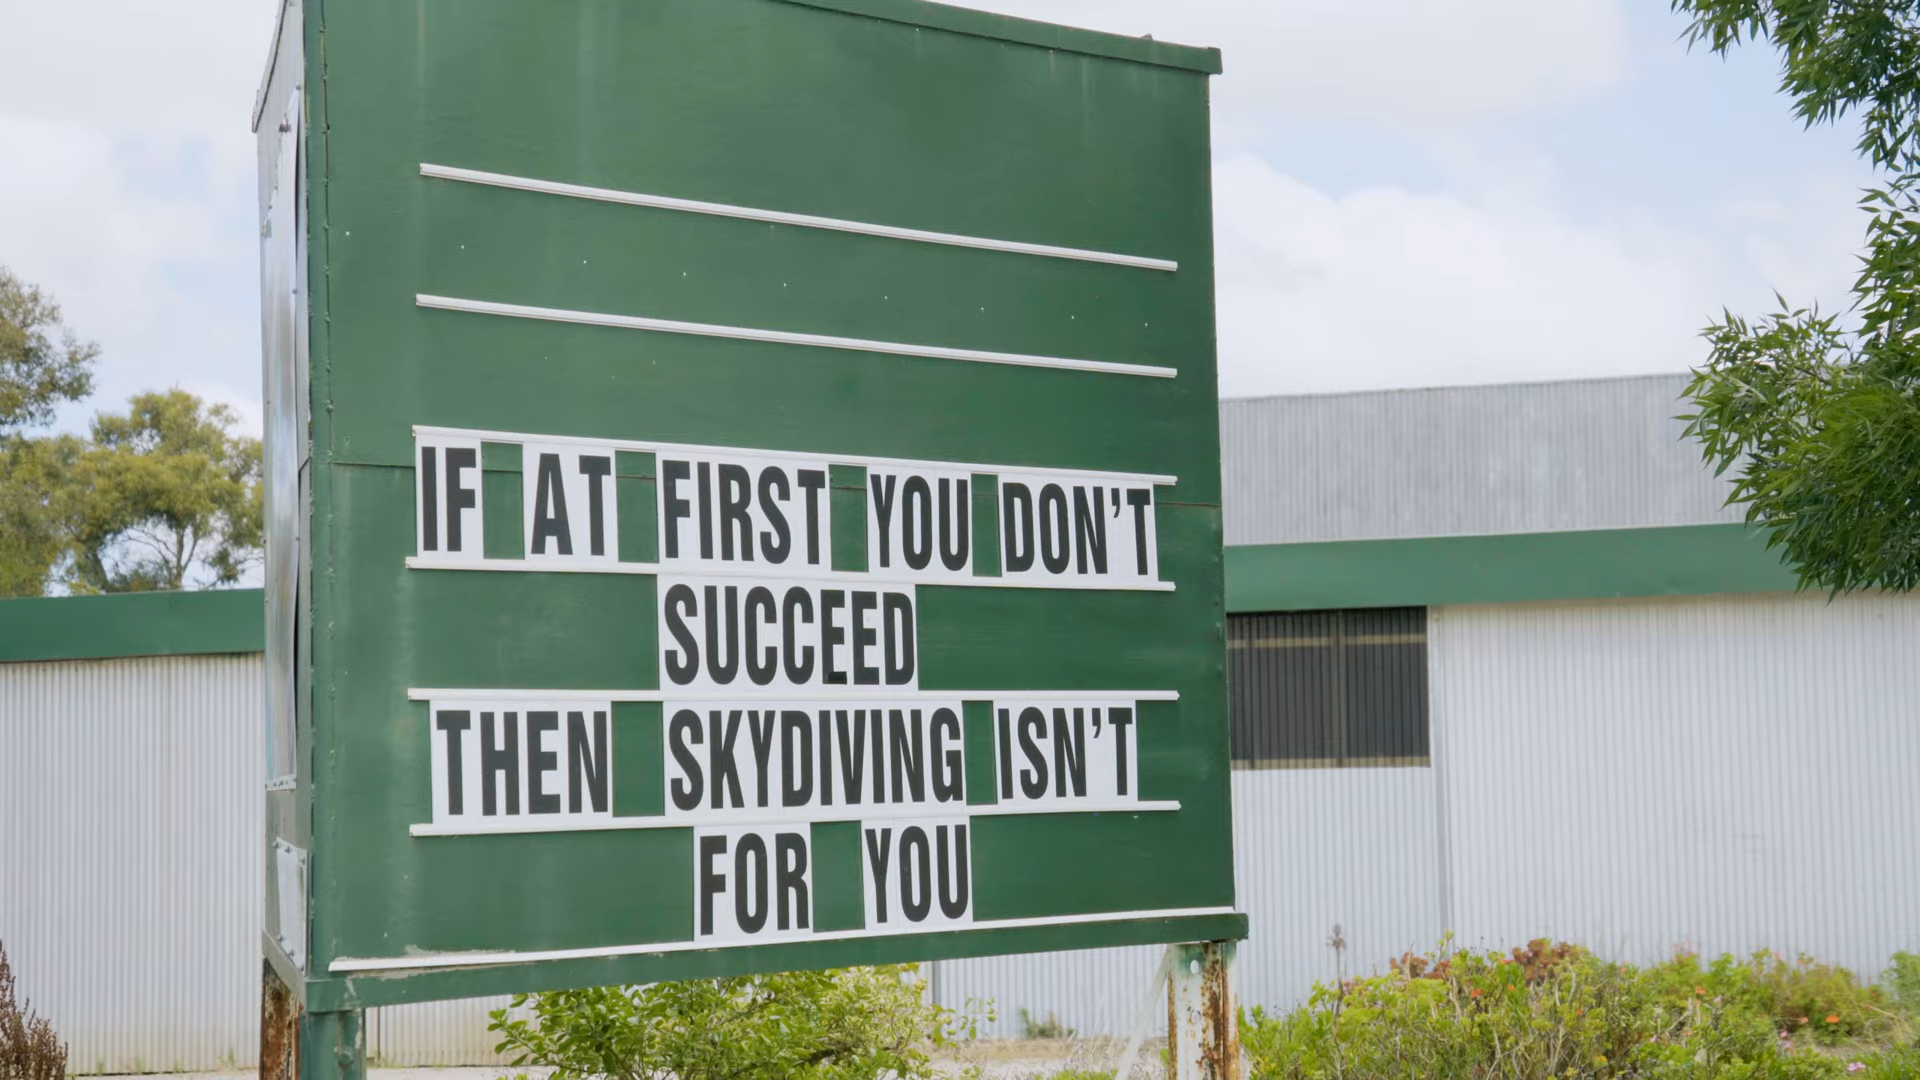 IF AT FIRST YOU DON'T
SUCCEED
THEN SKYDIVING ISN'T
FOR YOU